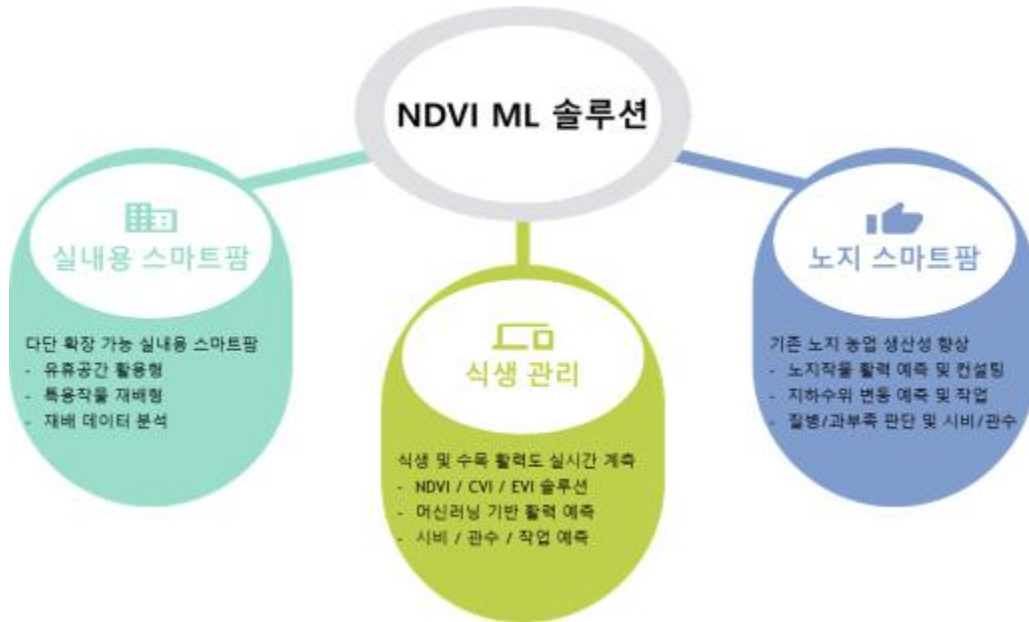 NDVI ML 솔루션
실내용 스마트팜
다단 확장 가능 실내용 스마트팜
- 유휴공간 활용형
- 특용작물 재배형
- 재배 데이터 분석
식생 관리
식생 및 수목 활력도 실시간 계측
- NDVI / CVI / EVI 솔루션
- 머신러닝 기반 활력 예측
- 시비 / 관수 / 작업 예측
노지 스마트팜
기존 노지 농업 생산성 향상
- 노지작물 활력 예측 및 컨설팅
- 지하수위 변동 예측 및 작업
- 질병/과부족 판단 및 시비/관수